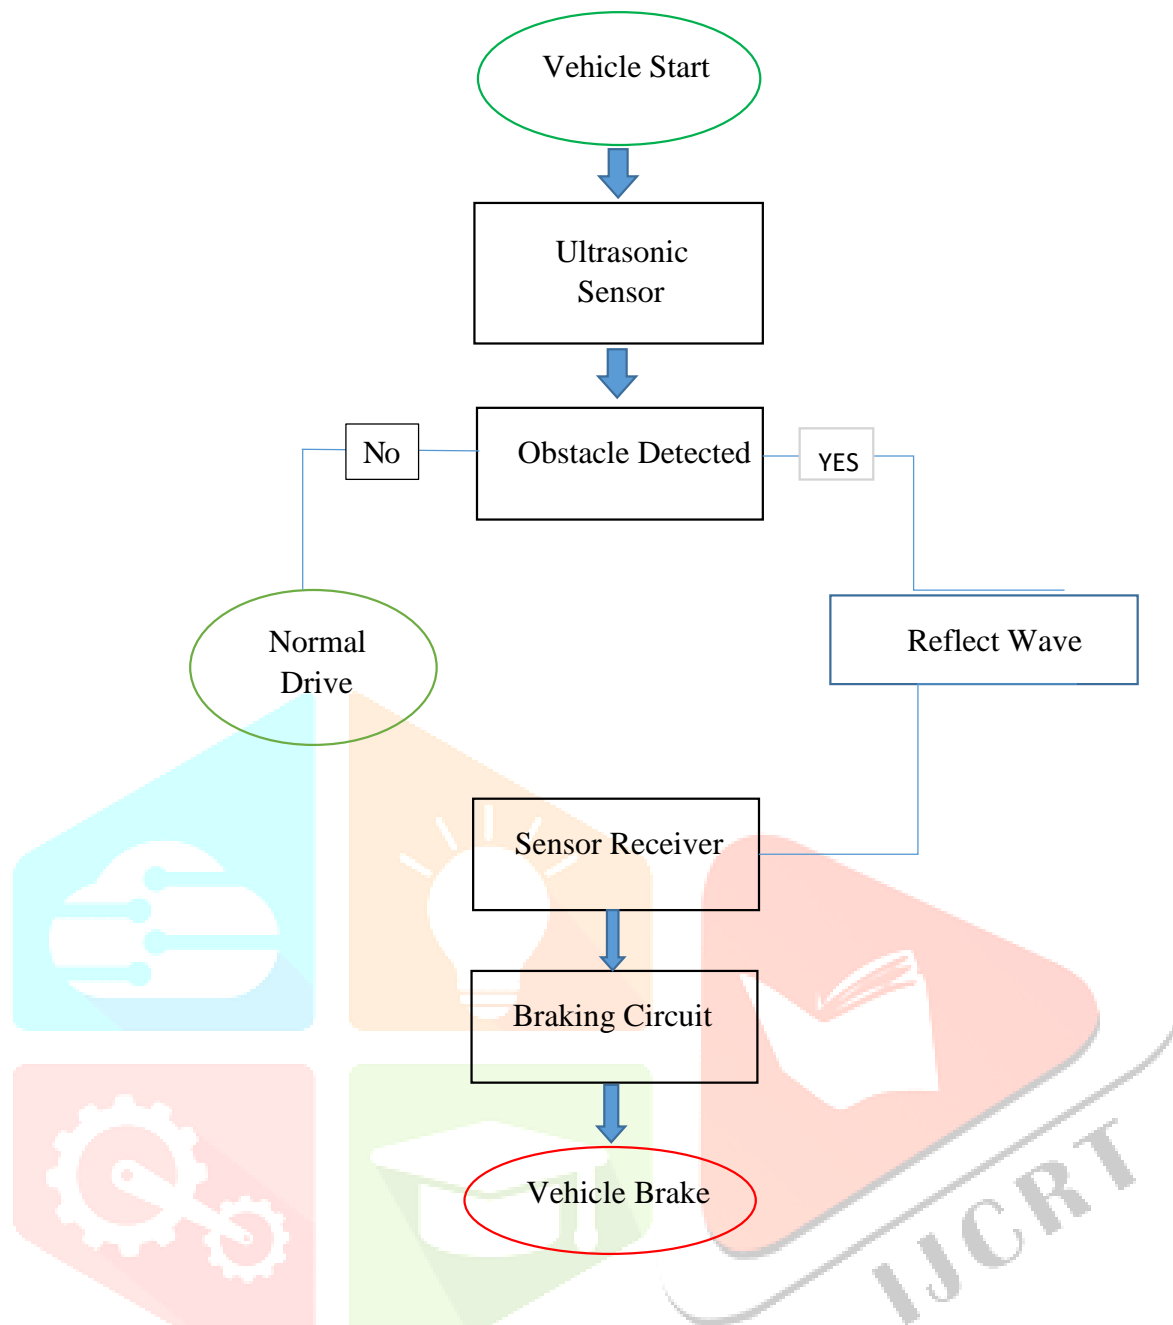 Vehicle Start
Ultrasonic
Sensor
No
Obstacle Detected
YES
Normal
Drive
Reflect Wave
Sensor Receiver
Braking Circuit
Vehicle Brake
IJCRT